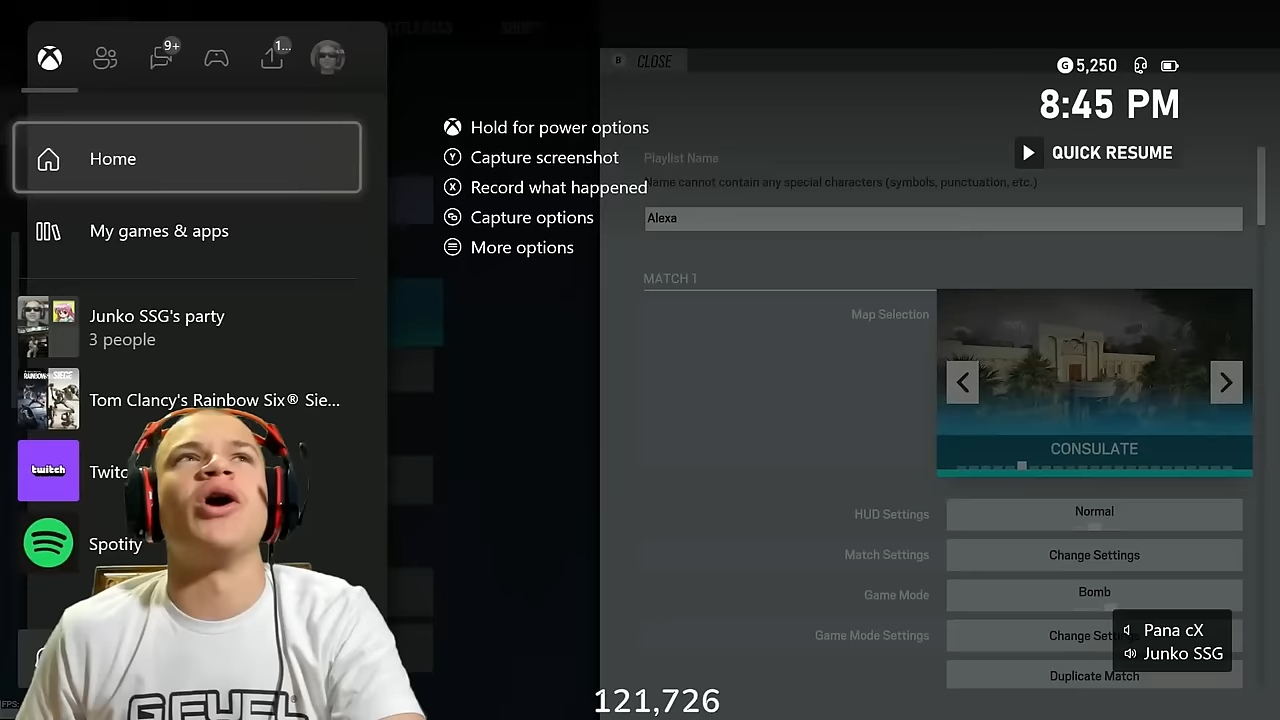 9+
1...
Home
My games & apps
Junko SSG's party
3 people
Tom Clancy's Rainbow Six® Sie...
twitch
Twitc
Spotify
Hold for power options
Y Capture screenshot
X Record what happened
Capture options
More options
B CLOSE
G 5,250
8:45 PM
QUICK RESUME
Playlist Name
Name cannot contain any special characters (symbols, punctuation, etc.)
Alexa
MATCH 1
Map Selection
CONSULATE
HUD Settings
Normal
Match Settings
Change Settings
Game Mode
Bomb
Game Mode Settings
Change Set
Duplicate Match
Pana cX
Junko SSG
FPS:
121,726